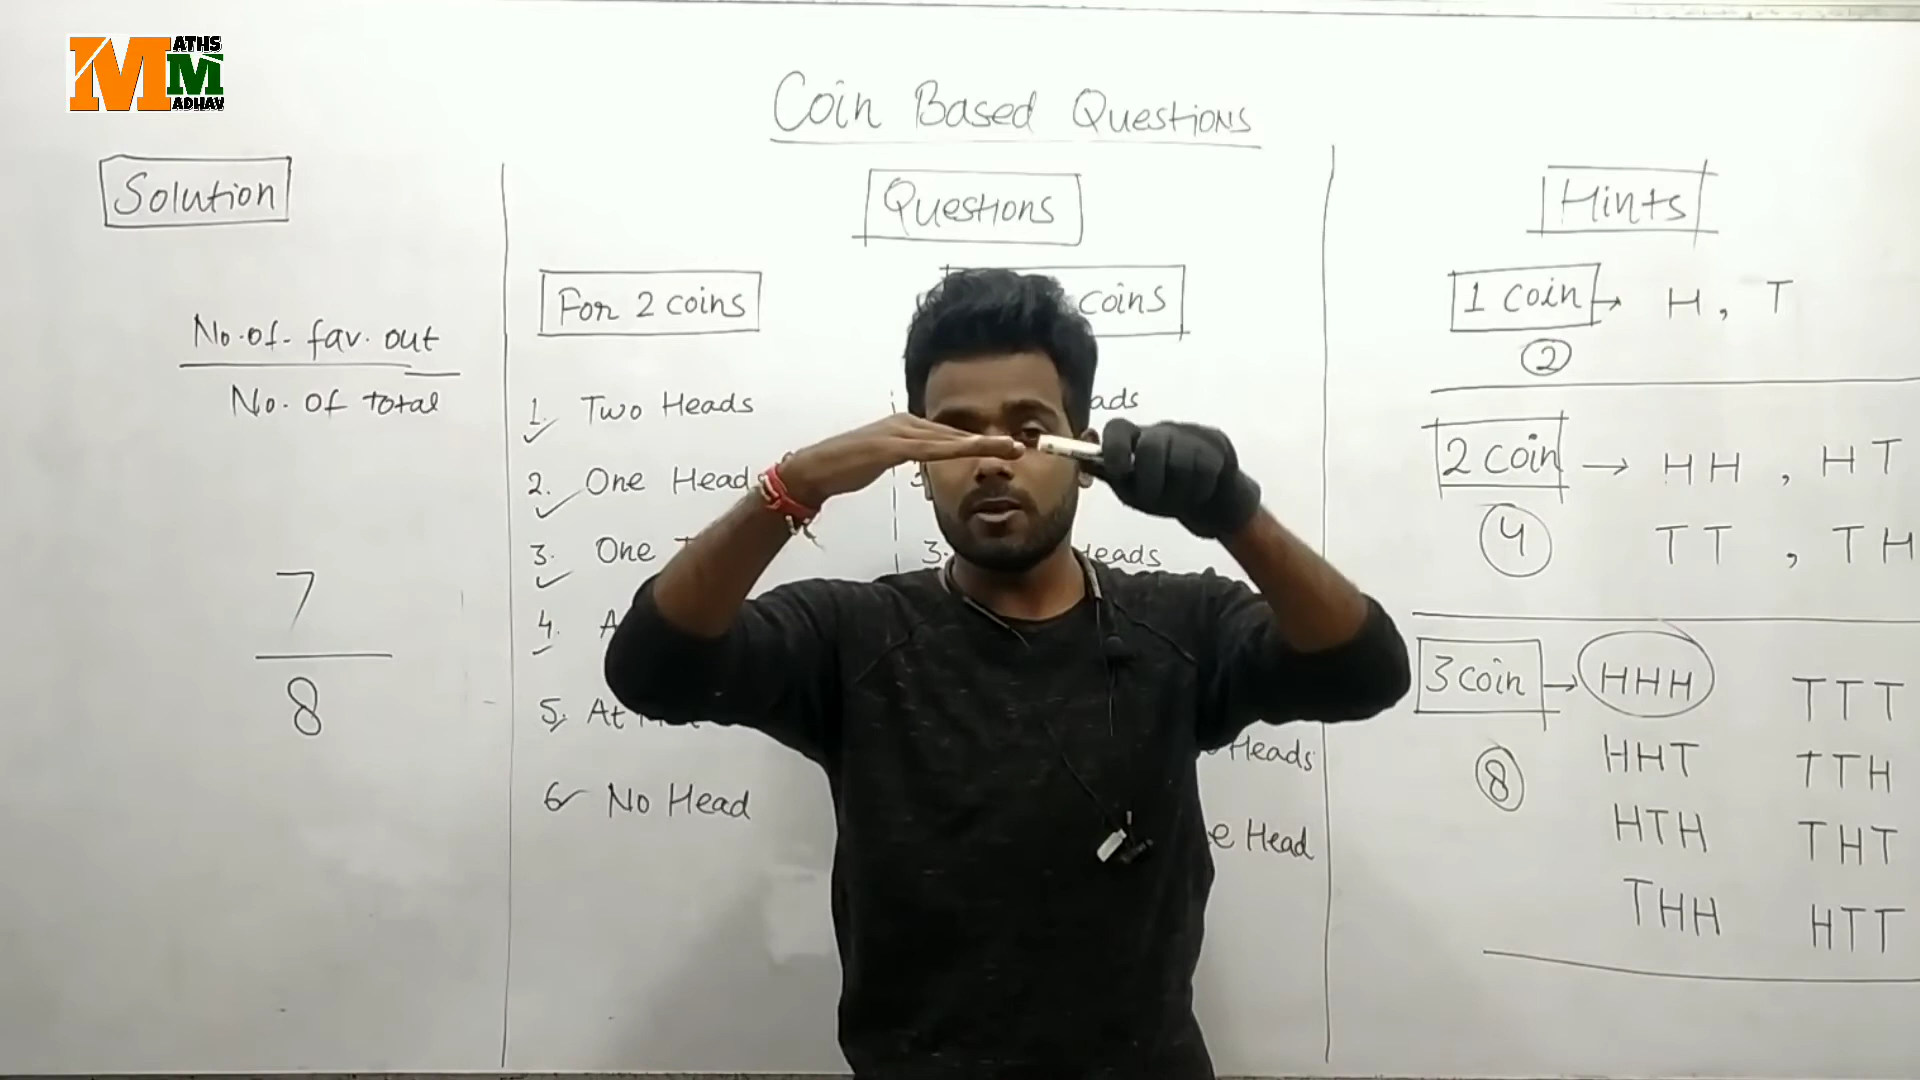 MATHS
MADHAV
Coin Based Questions
Solution
No. of. fav. out
No. of total
7
8
Questions
For 2 coins
1. Two Heads
2. One Head
3. One
4.
5. At
6 No Head
coins
3.
Heads
e Head
Hints
1 coin → H, T
2
2 coin → HH, HT
4
TT, TH
3 coin → HHH TTT
HHT TTH
8
HTH THT
THH HTT